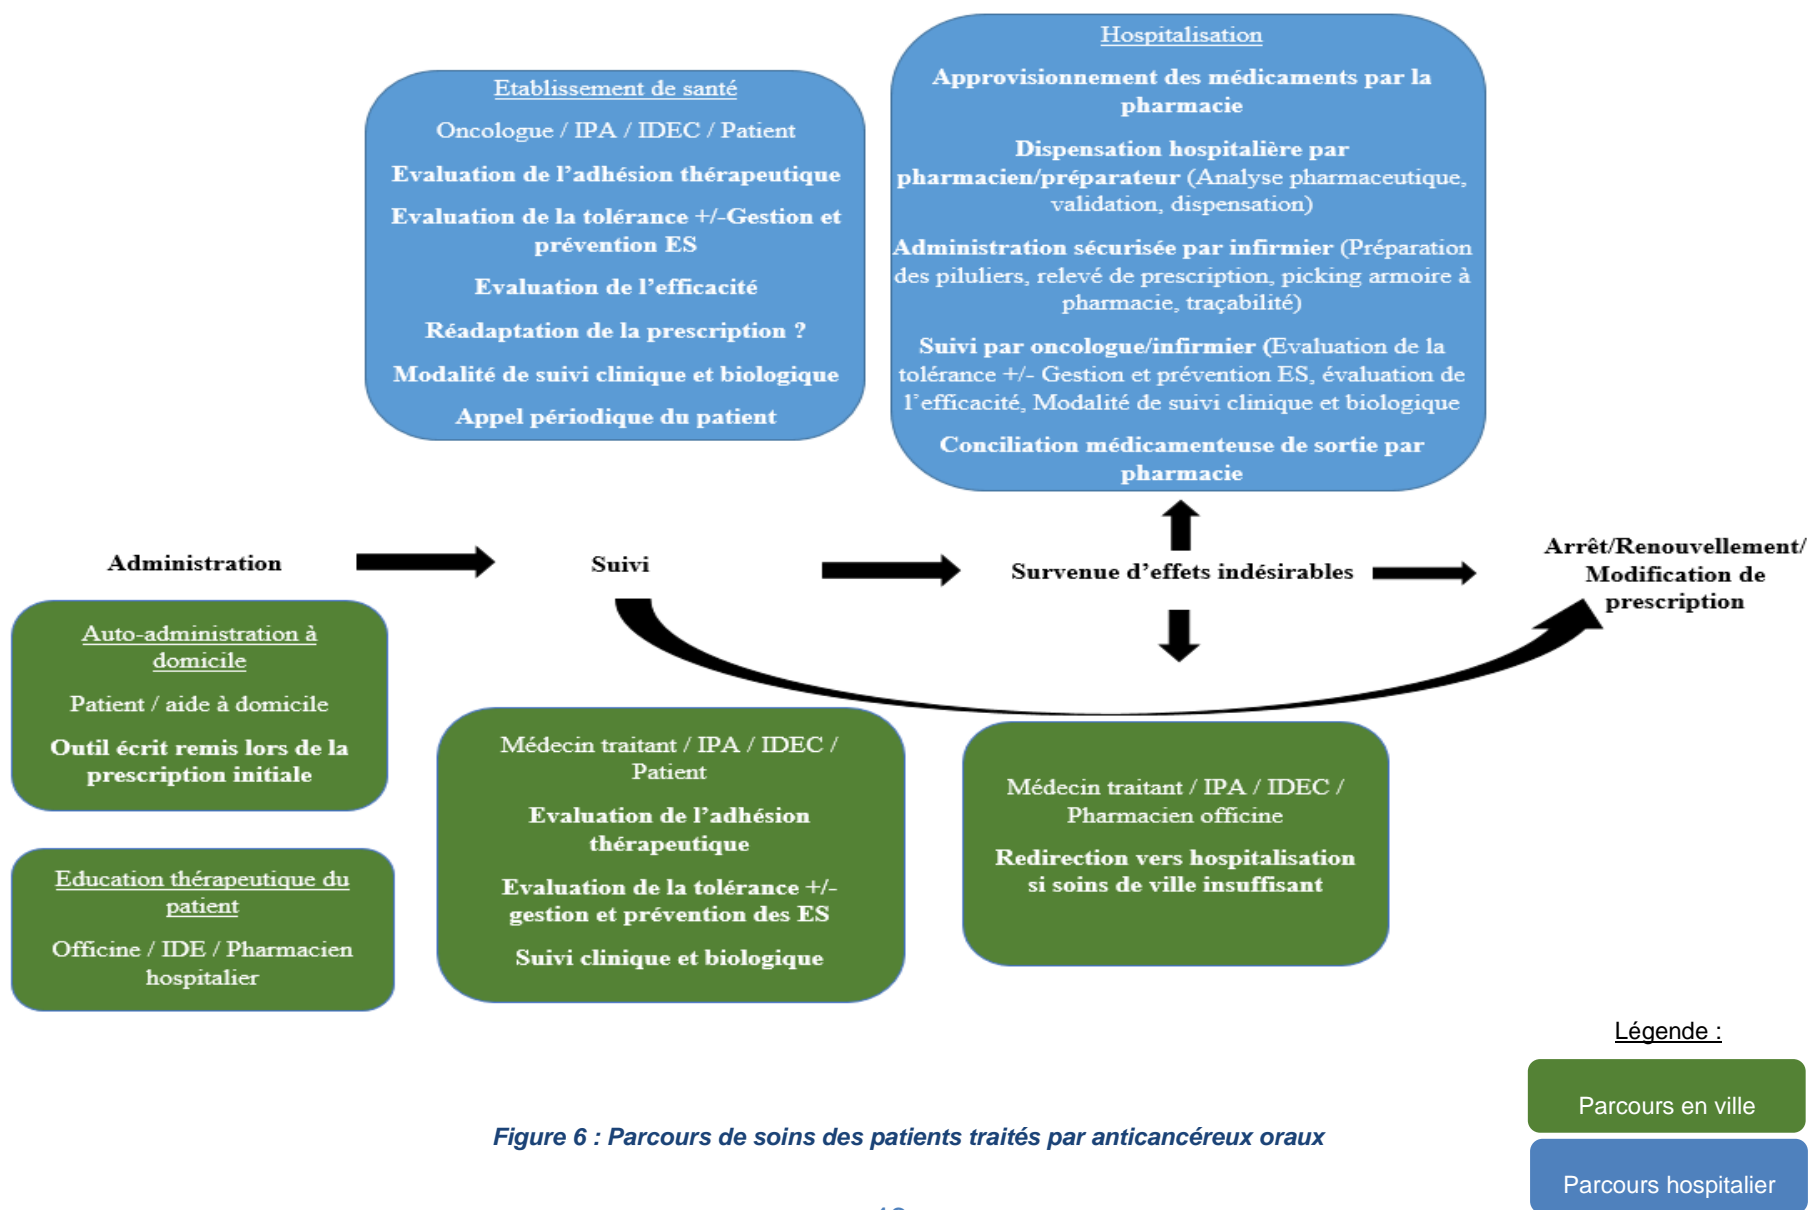 Etablissement de santé
Oncologue / IPA / IDEC / Patient
Evaluation de l’adhésion thérapeutique
Evaluation de la tolérance +/-Gestion et
prévention ES
Evaluation de l’efficacité
Réadaptation de la prescription ?
Modalité de suivi clinique et biologique
Appel périodique du patient
Hospitalisation
Approvisionnement des médicaments par la
pharmacie
Dispensation hospitalière par
pharmacien/préparateur (Analyse pharmaceutique,
validation, dispensation)
Administration sécurisée par infirmier (Préparation
des piluliers, relevé de prescription, picking armoire à
pharmacie, traçabilité)
Suivi par oncologue/infirmier (Evaluation de la
tolérance +/- Gestion et prévention ES, évaluation de
l’efficacité, Modalité de suivi clinique et biologique
Conciliation médicamenteuse de sortie par
pharmacie
Administration
Suivi
Survenue d’effets indésirables
Arrêt/Renouvellement/
Modification de
prescription
Auto-administration à
domicile
Patient / aide à domicile
Outil écrit remis lors de la
prescription initiale
Education thérapeutique du
patient
Officine / IDE / Pharmacien
hospitalier
Médecin traitant / IPA / IDEC /
Patient
Evaluation de l’adhésion
thérapeutique
Evaluation de la tolérance +/-
gestion et prévention des ES
Suivi clinique et biologique
Médecin traitant / IPA / IDEC /
Pharmacien officine
Redirection vers hospitalisation
si soins de ville insuffisant
Légende :
Parcours en ville
Parcours hospitalier
Figure 6 : Parcours de soins des patients traités par anticancéreux oraux